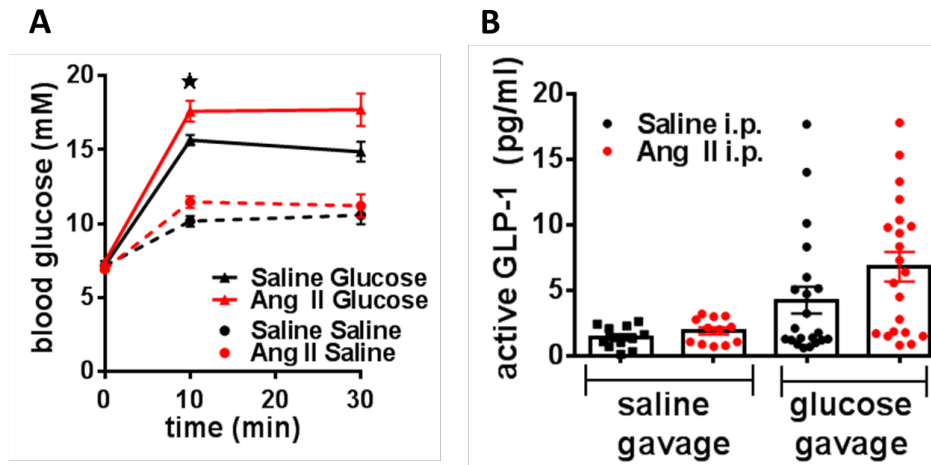 A
blood glucose (mM)
20
15
10
5
0
Saline Glucose
Ang II Glucose
Saline Saline
Ang II Saline
0 10 20 30
time (min)
B
active GLP-1 (pg/ml)
20
15
10
5
0
Saline i.p.
Ang II i.p.
saline gavage
glucose gavage